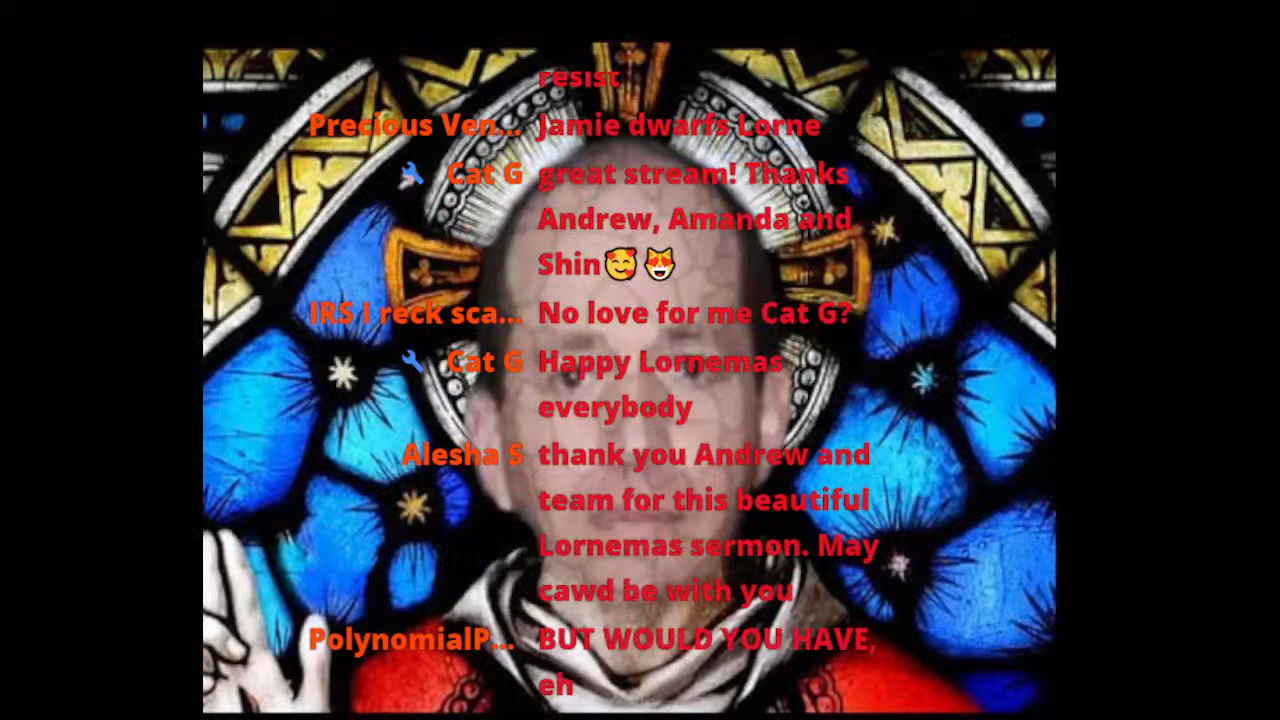 resist
Precious Ven... Jamie dwarfs Lorne
Cat G great stream! Thanks
Andrew, Amanda and
Shin🥰😻
IRS I reck sca... No love for me Cat G?
Cat G Happy Lornemas
everybody
Alesha S thank you Andrew and
team for this beautiful
Lornemas sermon. May
cawd be with you
PolynomialP... BUT WOULD YOU HAVE,
eh